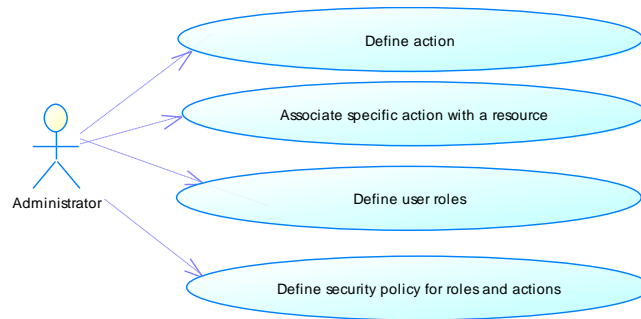 Define action
Associate specific action with a resource
Define user roles
Administrator
Define security policy for roles and actions